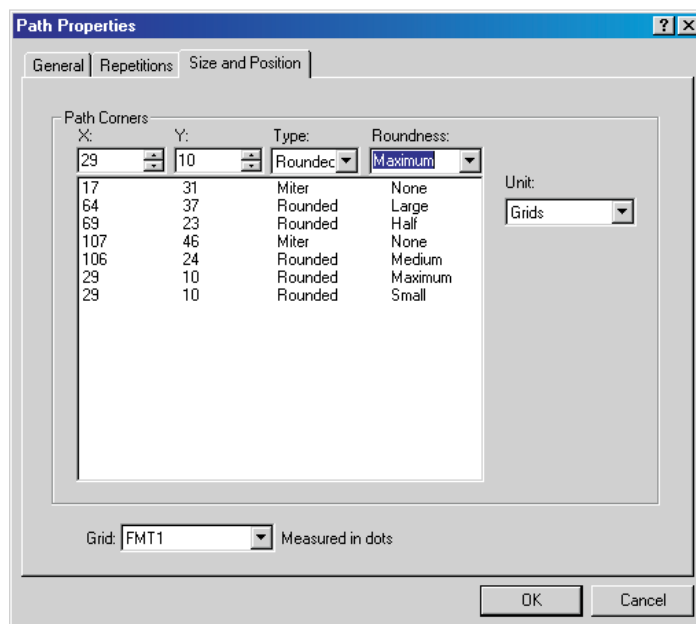 Path Properties
General Repetitions Size and Position
Path Corners
X: Y: Type: Roundness:
29 10 Rounded Maximum
17 31 Miter None
64 37 Rounded Large
69 23 Rounded Half
107 46 Miter None
106 24 Rounded Medium
29 10 Rounded Maximum
29 10 Rounded Small
Unit:
Grids
Grid: FMT1 Measured in dots
OK Cancel